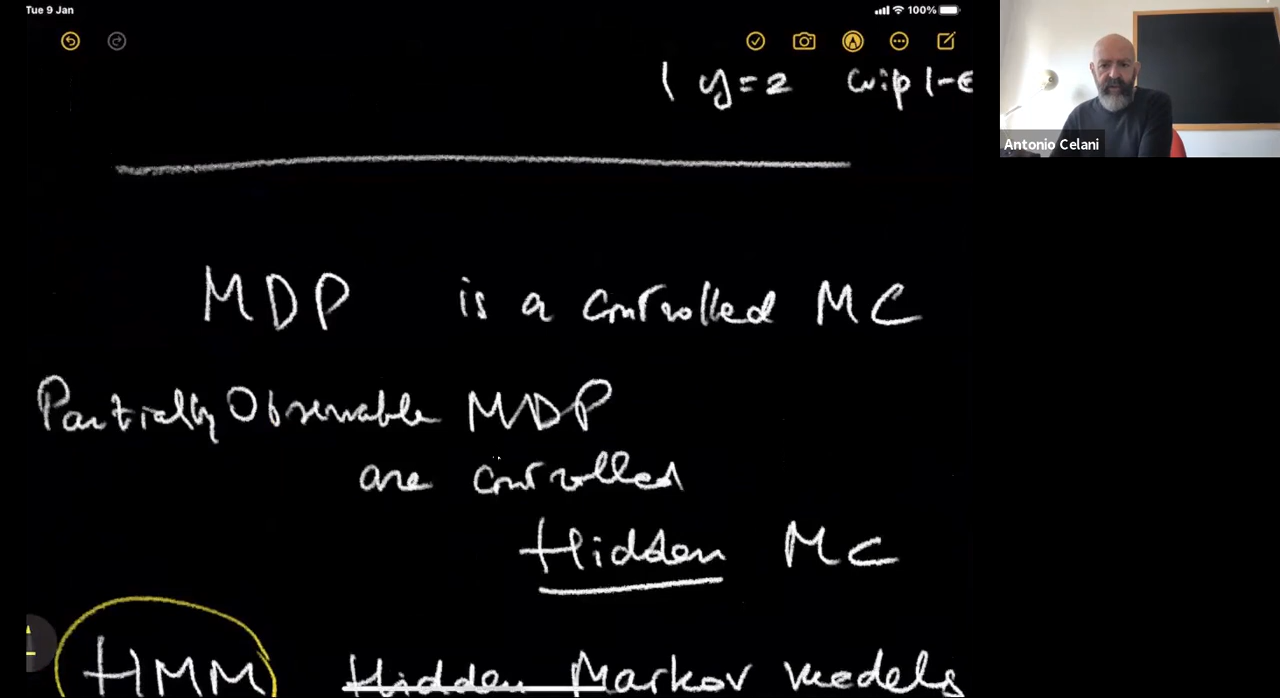 Tue 9 Jan
100%
y=2 w.p 1-ϵ
Antonio Celani
MDP is a controlled MC
Partially Observable MDP
are controlled
Hidden MC
HMM Hidden Markov models